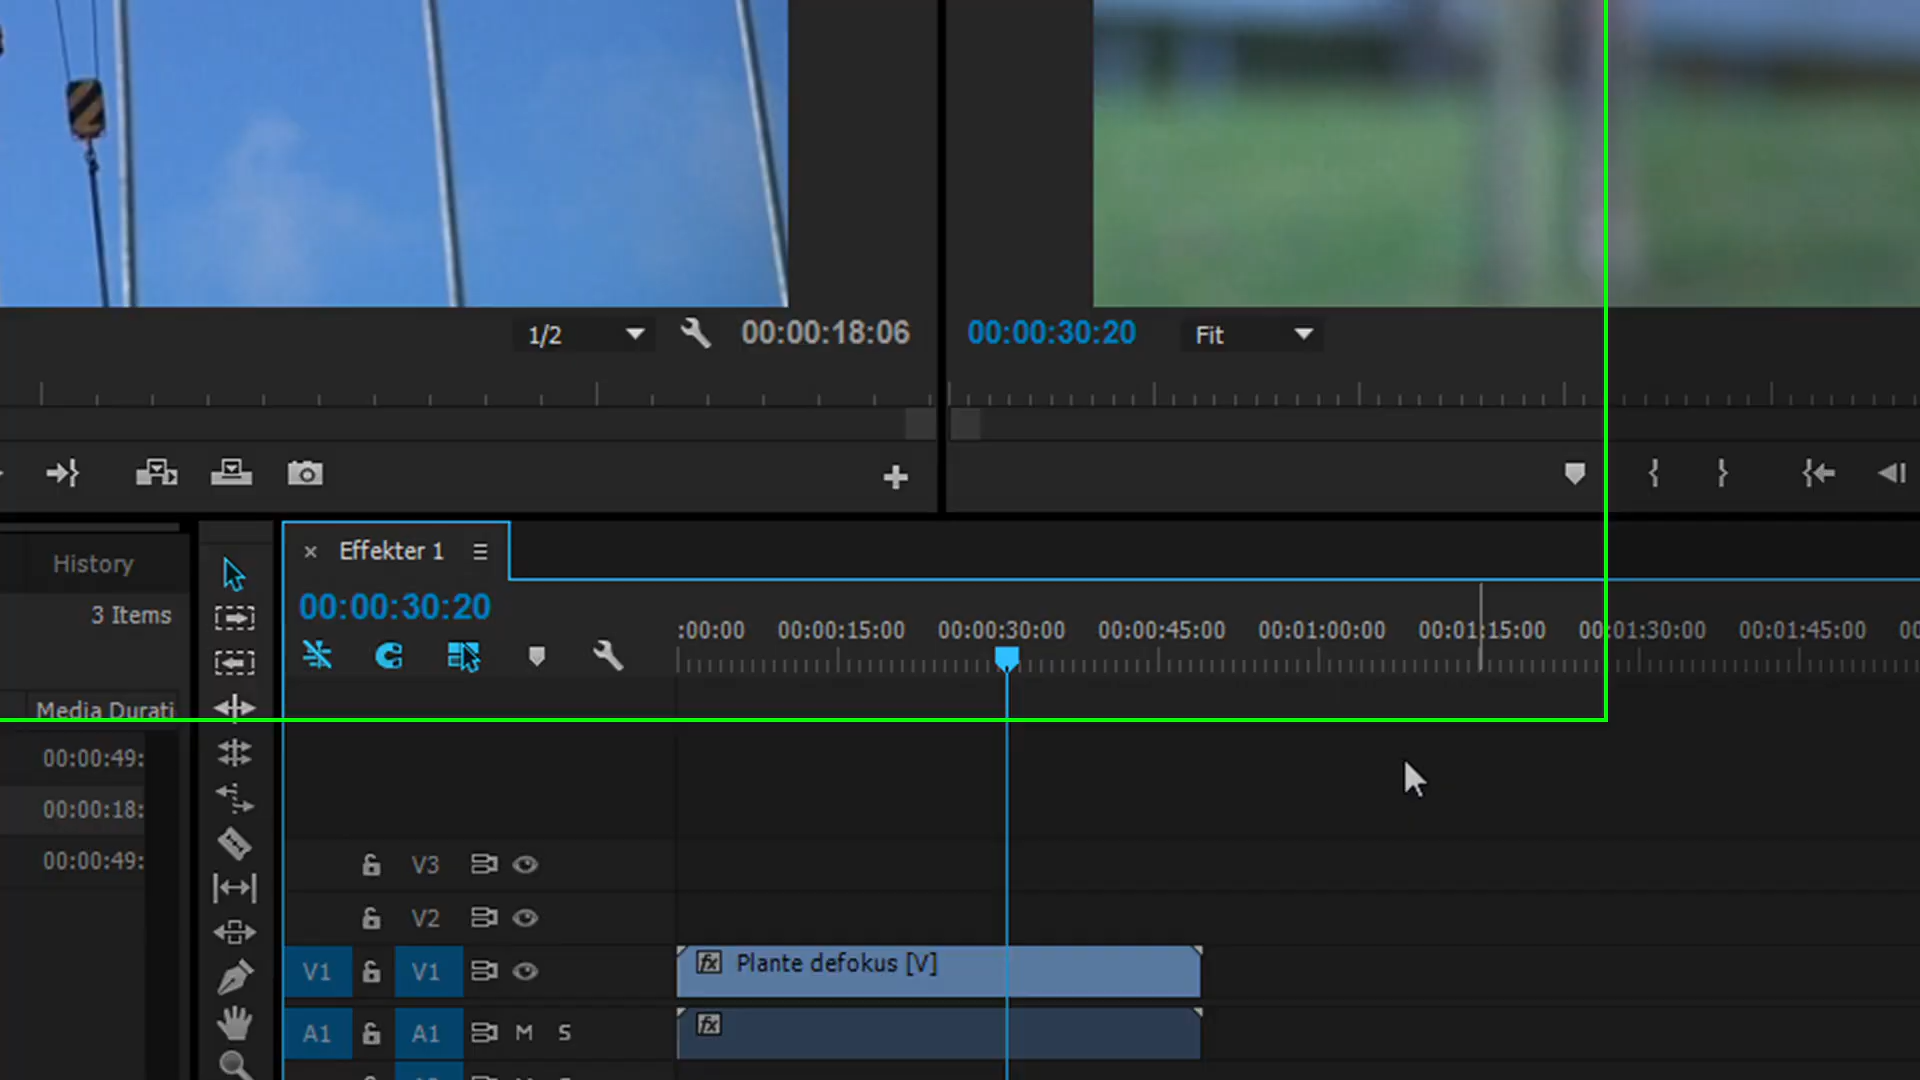 1/2 00:00:18:06 00:00:30:20 Fit
History
3 Items
Media Durati
00:00:49:
00:00:18:
00:00:49:
× Effekter 1
00:00:30:20
:00:00 00:00:15:00 00:00:30:00 00:00:45:00 00:01:00:00 00:01:15:00 00:01:30:00 00:01:45:00 00
V3
V2
V1 V1 fx Plante defokus [V]
A1 A1 M S fx